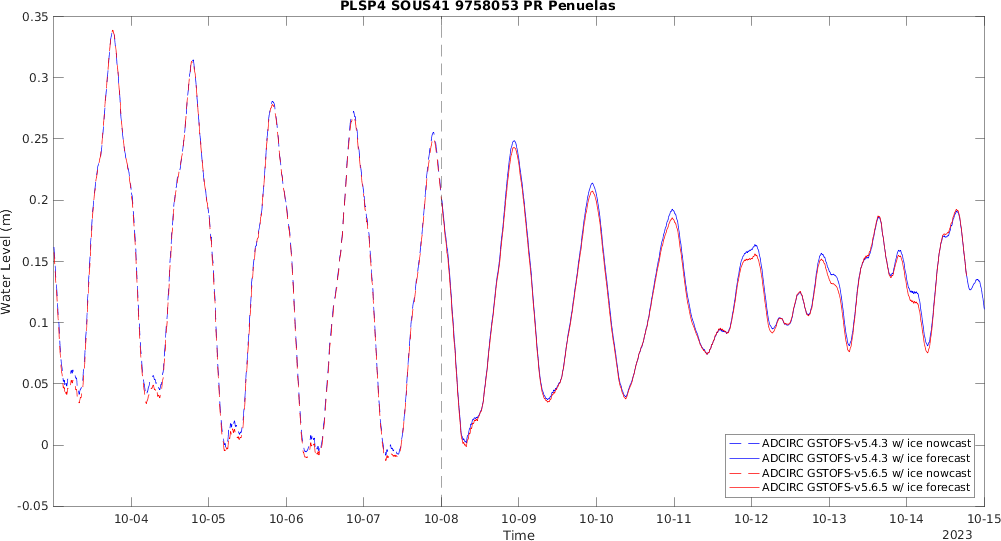 PLSP4 SOUS41 9758053 PR Penuelas
0.35
0.3
0.25
0.2
0.15
0.1
0.05
0
-0.05
Water Level (m)
ADCIRC GSTOFS-v5.4.3 w/ ice nowcast
ADCIRC GSTOFS-v5.4.3 w/ ice forecast
ADCIRC GSTOFS-v5.6.5 w/ ice nowcast
ADCIRC GSTOFS-v5.6.5 w/ ice forecast
10-04 10-05 10-06 10-07 10-08 10-09 10-10 10-11 10-12 10-13 10-14 10-15
Time
2023